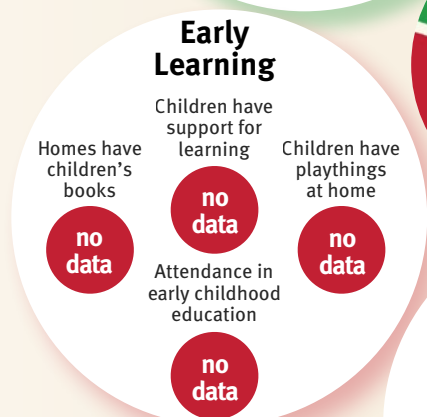 Early
Learning
Children have
support for
learning
no
data
Homes have
children's
books
no
data
Children have
playthings
at home
no
data
Attendance in
early childhood
education
no
data